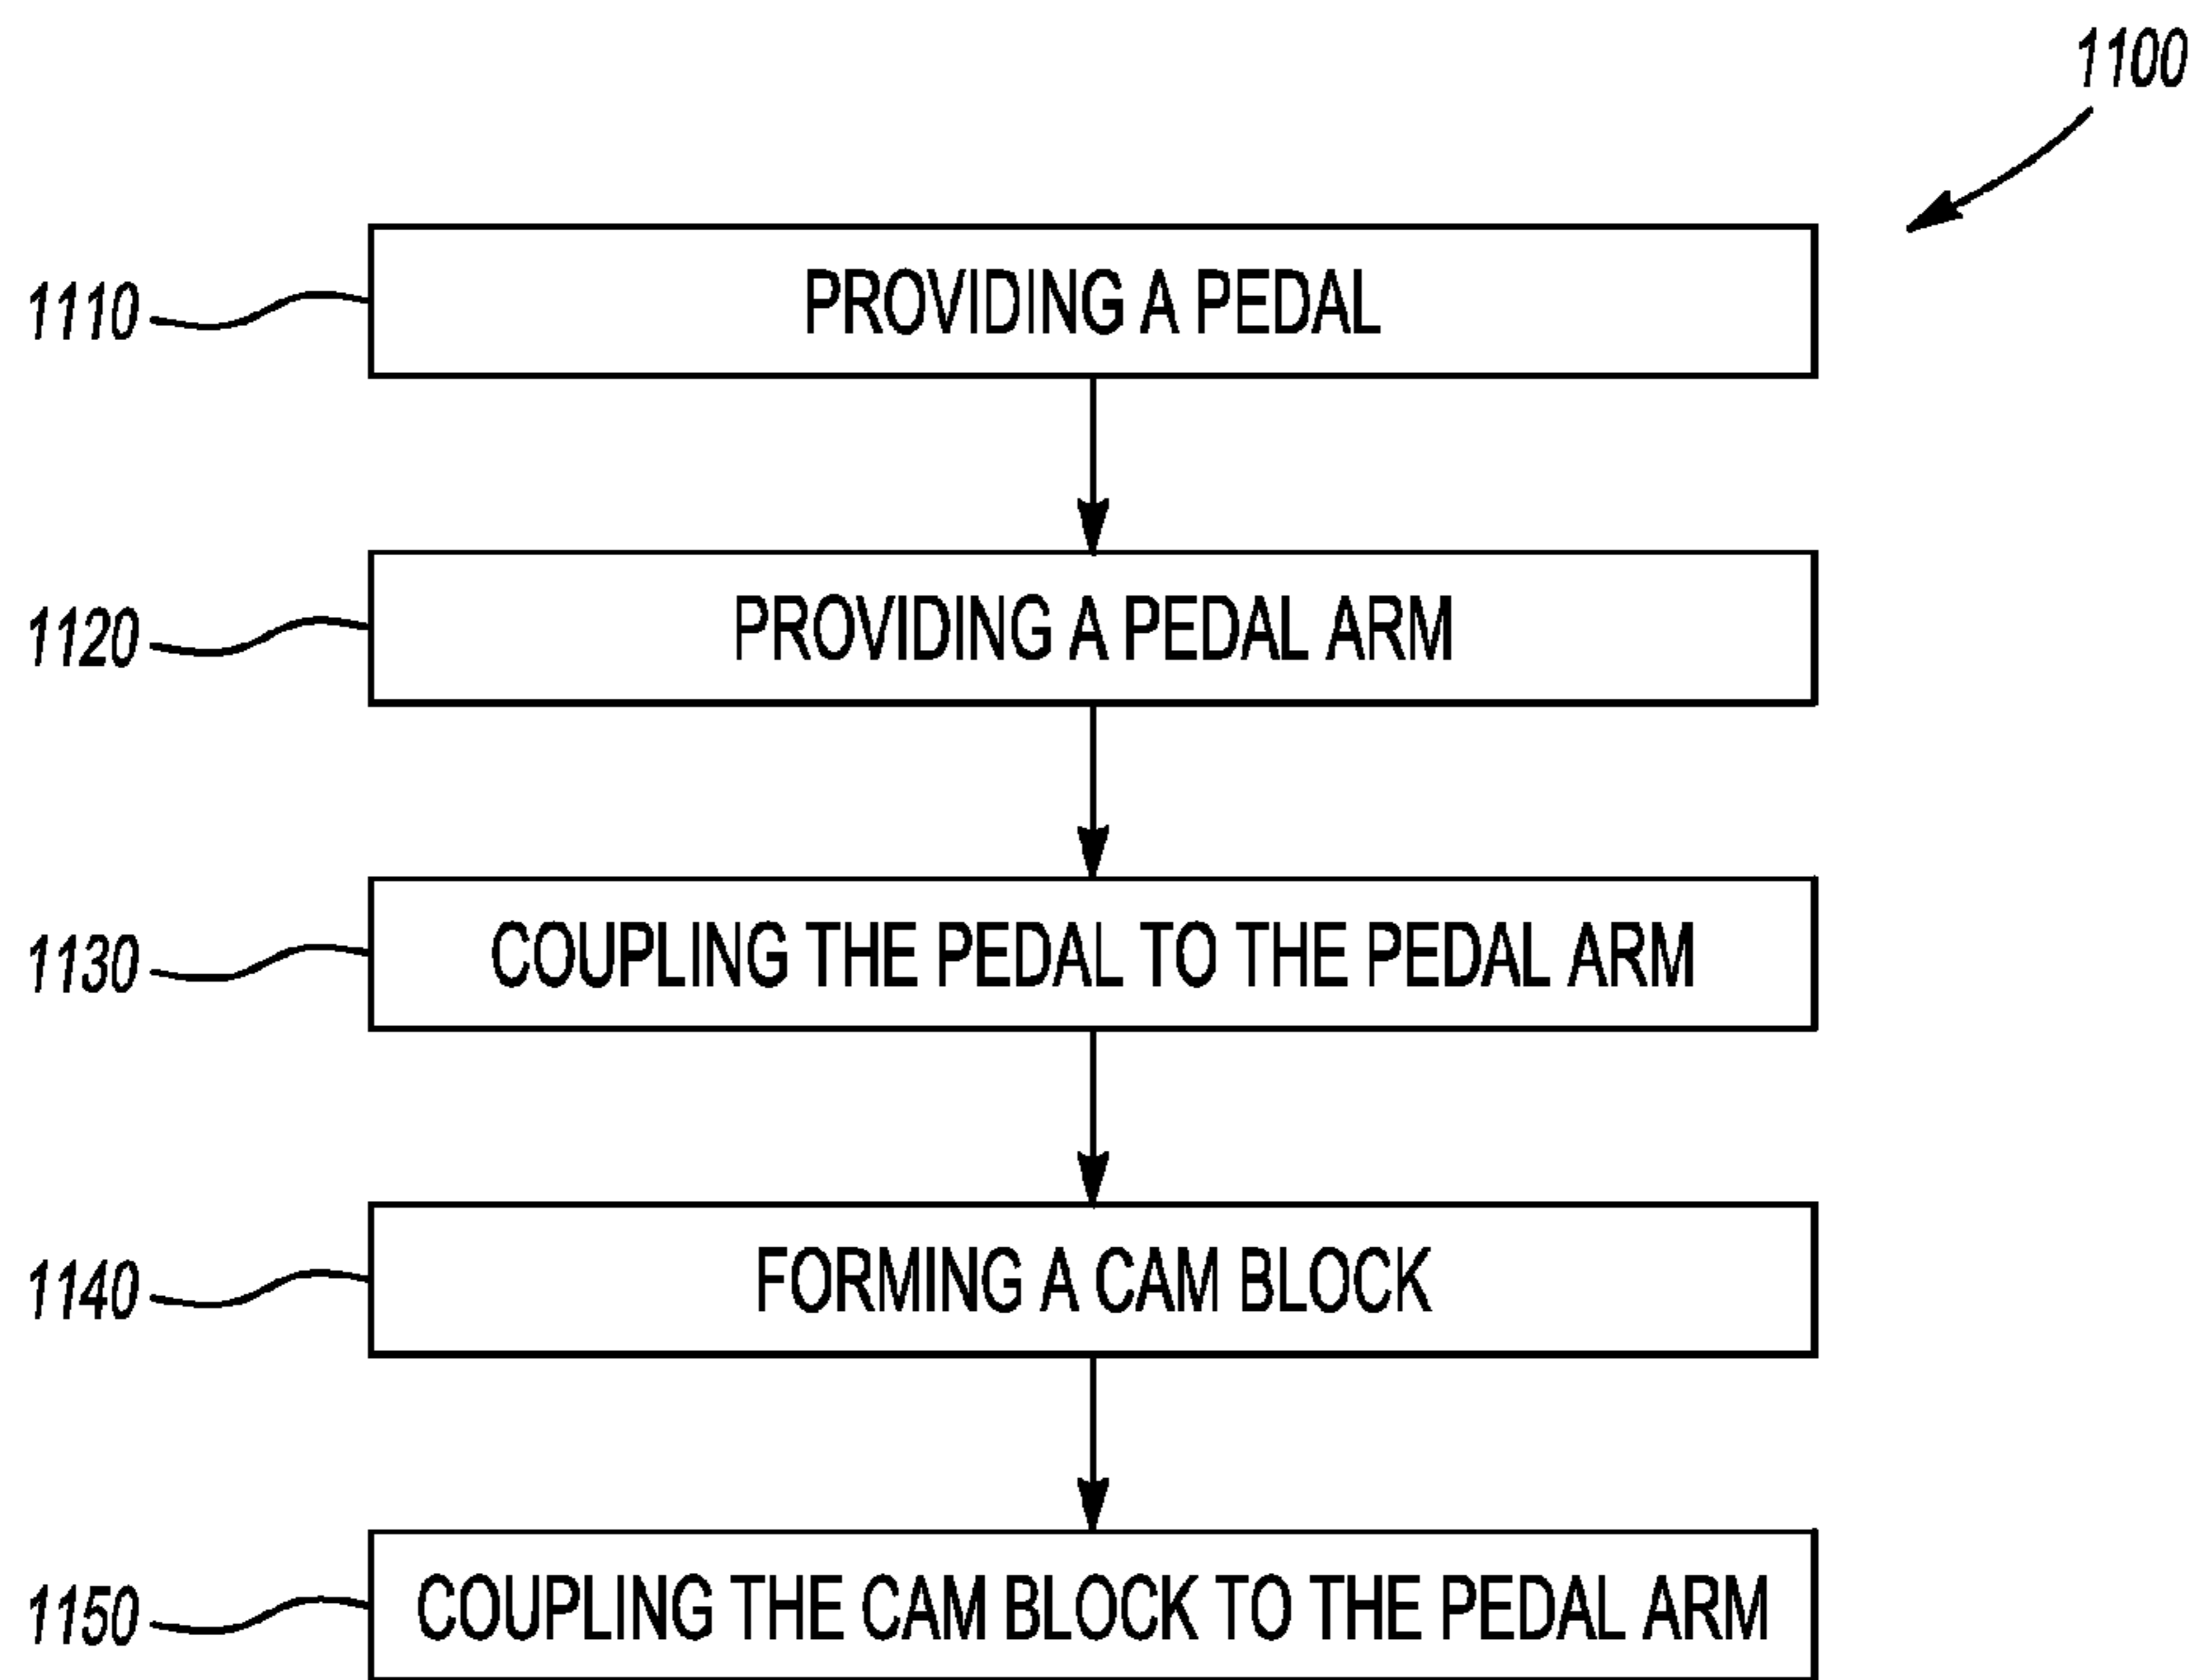 1100
1110
PROVIDING A PEDAL
1120
PROVIDING A PEDAL ARM
1130
COUPLING THE PEDAL TO THE PEDAL ARM
1140
FORMING A CAM BLOCK
1150
COUPLING THE CAM BLOCK TO THE PEDAL ARM